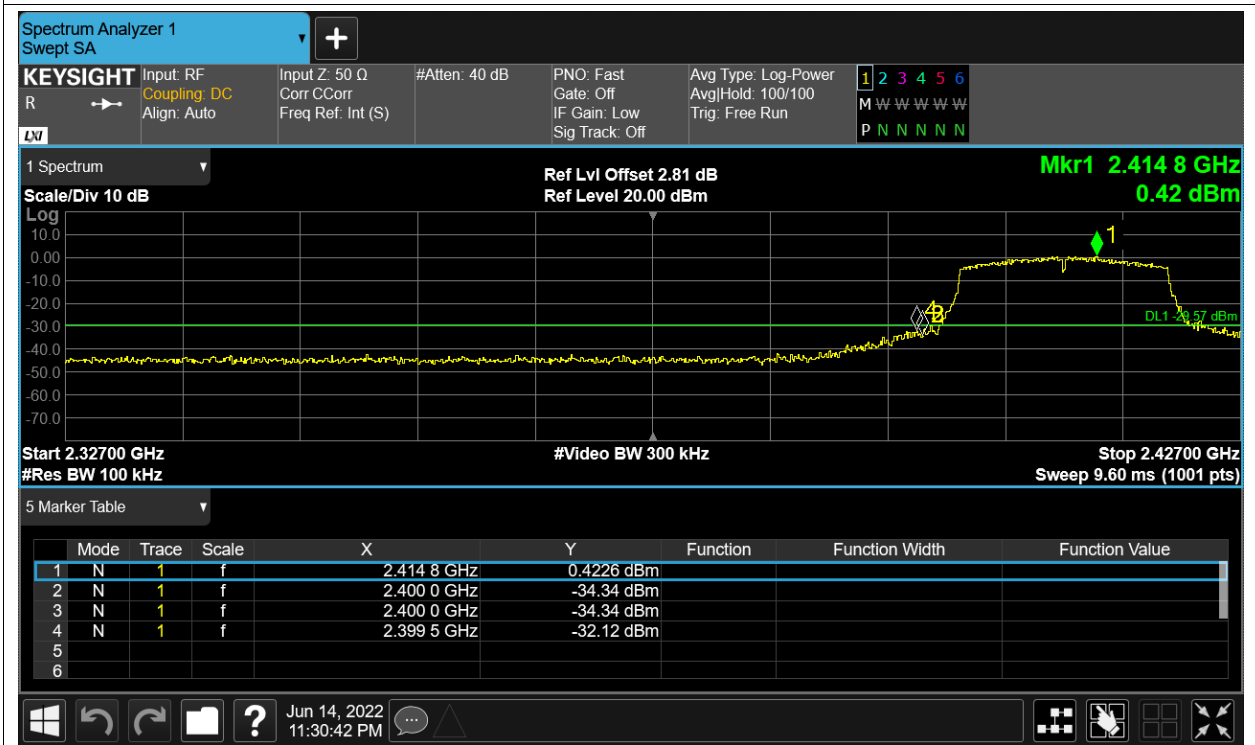 Spectrum Analyzer 1
Swept SA
KEYSIGHT
R
LXI
Input: RF
Coupling: DC
Align: Auto
Input Z: 50 Ω
Corr CCorr
Freq Ref: Int (S)
#Atten: 40 dB
PNO: Fast
Gate: Off
IF Gain: Low
Sig Track: Off
Avg Type: Log-Power
Avg|Hold: 100/100
Trig: Free Run
1 2 3 4 5 6
M W W W W W
P N N N N N
1 Spectrum
Scale/Div 10 dB
Ref Lvl Offset 2.81 dB
Ref Level 20.00 dBm
Mkr1 2.414 8 GHz
0.42 dBm
Log
10.0
0.00
-10.0
-20.0
-30.0
-40.0
-50.0
-60.0
-70.0
1
DL1 -29.57 dBm
Start 2.32700 GHz
#Video BW 300 kHz
Stop 2.42700 GHz
#Res BW 100 kHz
Sweep 9.60 ms (1001 pts)
5 Marker Table
Mode Trace Scale X Y Function Function Width Function Value
1 N 1 f 2.414 8 GHz 0.4226 dBm
2 N 1 f 2.400 0 GHz -34.34 dBm
3 N 1 f 2.400 0 GHz -34.34 dBm
4 N 1 f 2.399 5 GHz -32.12 dBm
5
6
?
Jun 14, 2022
11:30:42 PM